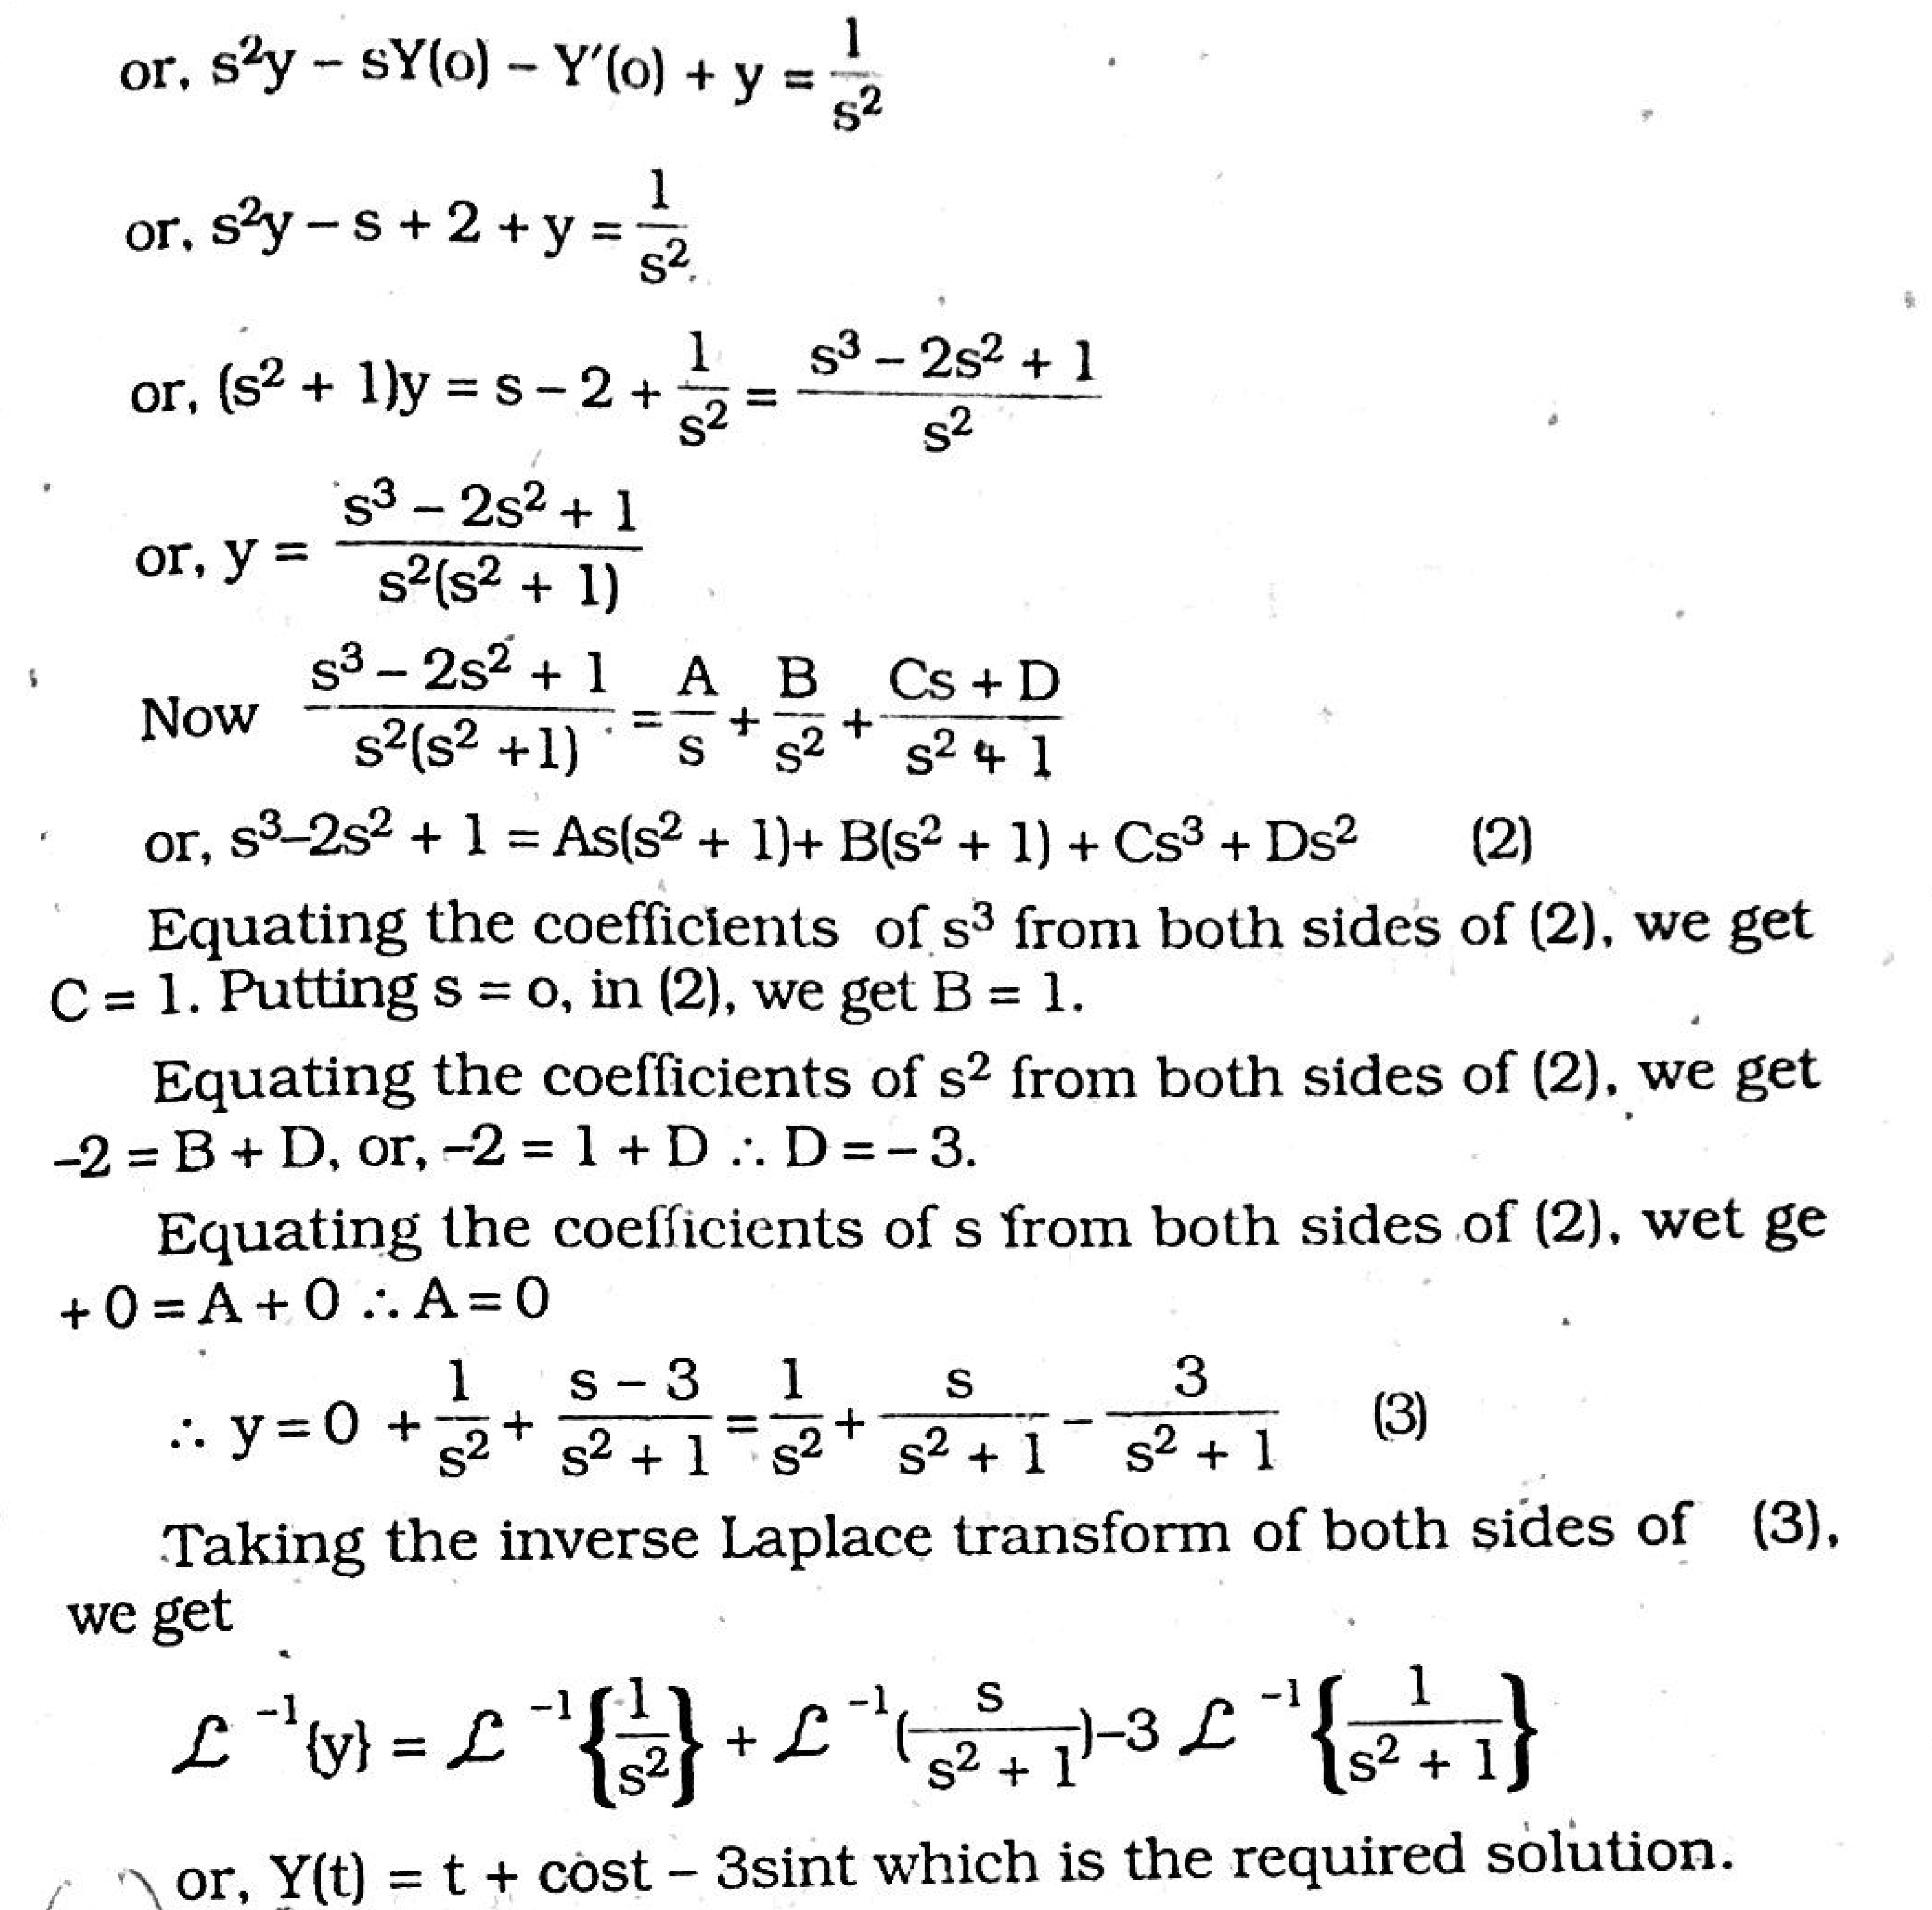 or, s²y – sY(o) – Y′(o) + y = 1/s²
or, s²y – s + 2 + y = 1/s²
or, (s² + 1)y = s – 2 + 1/s² = (s³ – 2s² + 1)/s²
or, y = (s³ – 2s² + 1)/(s²(s² + 1))
Now (s³ – 2s² + 1)/(s²(s² +1)) = A/s + B/s² + (Cs + D)/(s² + 1)
or, s³–2s² + 1 = As(s² + 1)+ B(s² + 1) + Cs³ + Ds² (2)
Equating the coefficients of s³ from both sides of (2), we get
C = 1. Putting s = o, in (2), we get B = 1.
Equating the coefficients of s² from both sides of (2), we get
–2 = B + D, or, –2 = 1 + D ∴ D = – 3.
Equating the coefficients of s from both sides of (2), wet ge
+ 0 = A + 0 ∴ A = 0
∴ y = 0 + 1/s² + (s – 3)/(s² + 1) = 1/s² + s/(s² + 1) – 3/(s² + 1) (3)
Taking the inverse Laplace transform of both sides of (3),
we get
ℒ⁻¹{y} = ℒ⁻¹{1/s²} + ℒ⁻¹(s/(s² + 1))–3 ℒ⁻¹{1/(s² + 1)}
or, Y(t) = t + cost – 3sint which is the required solution.